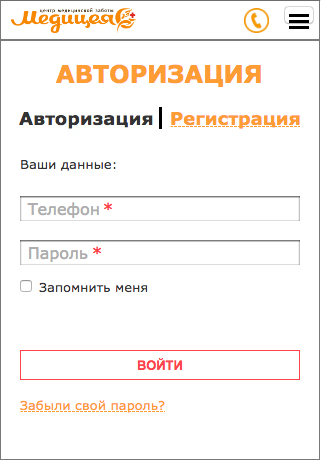 центр медицинской заботы
Медицея
АВТОРИЗАЦИЯ
Авторизация | Регистрация
Ваши данные:
Телефон *
Пароль *
Запомнить меня
ВОЙТИ
Забыли свой пароль?